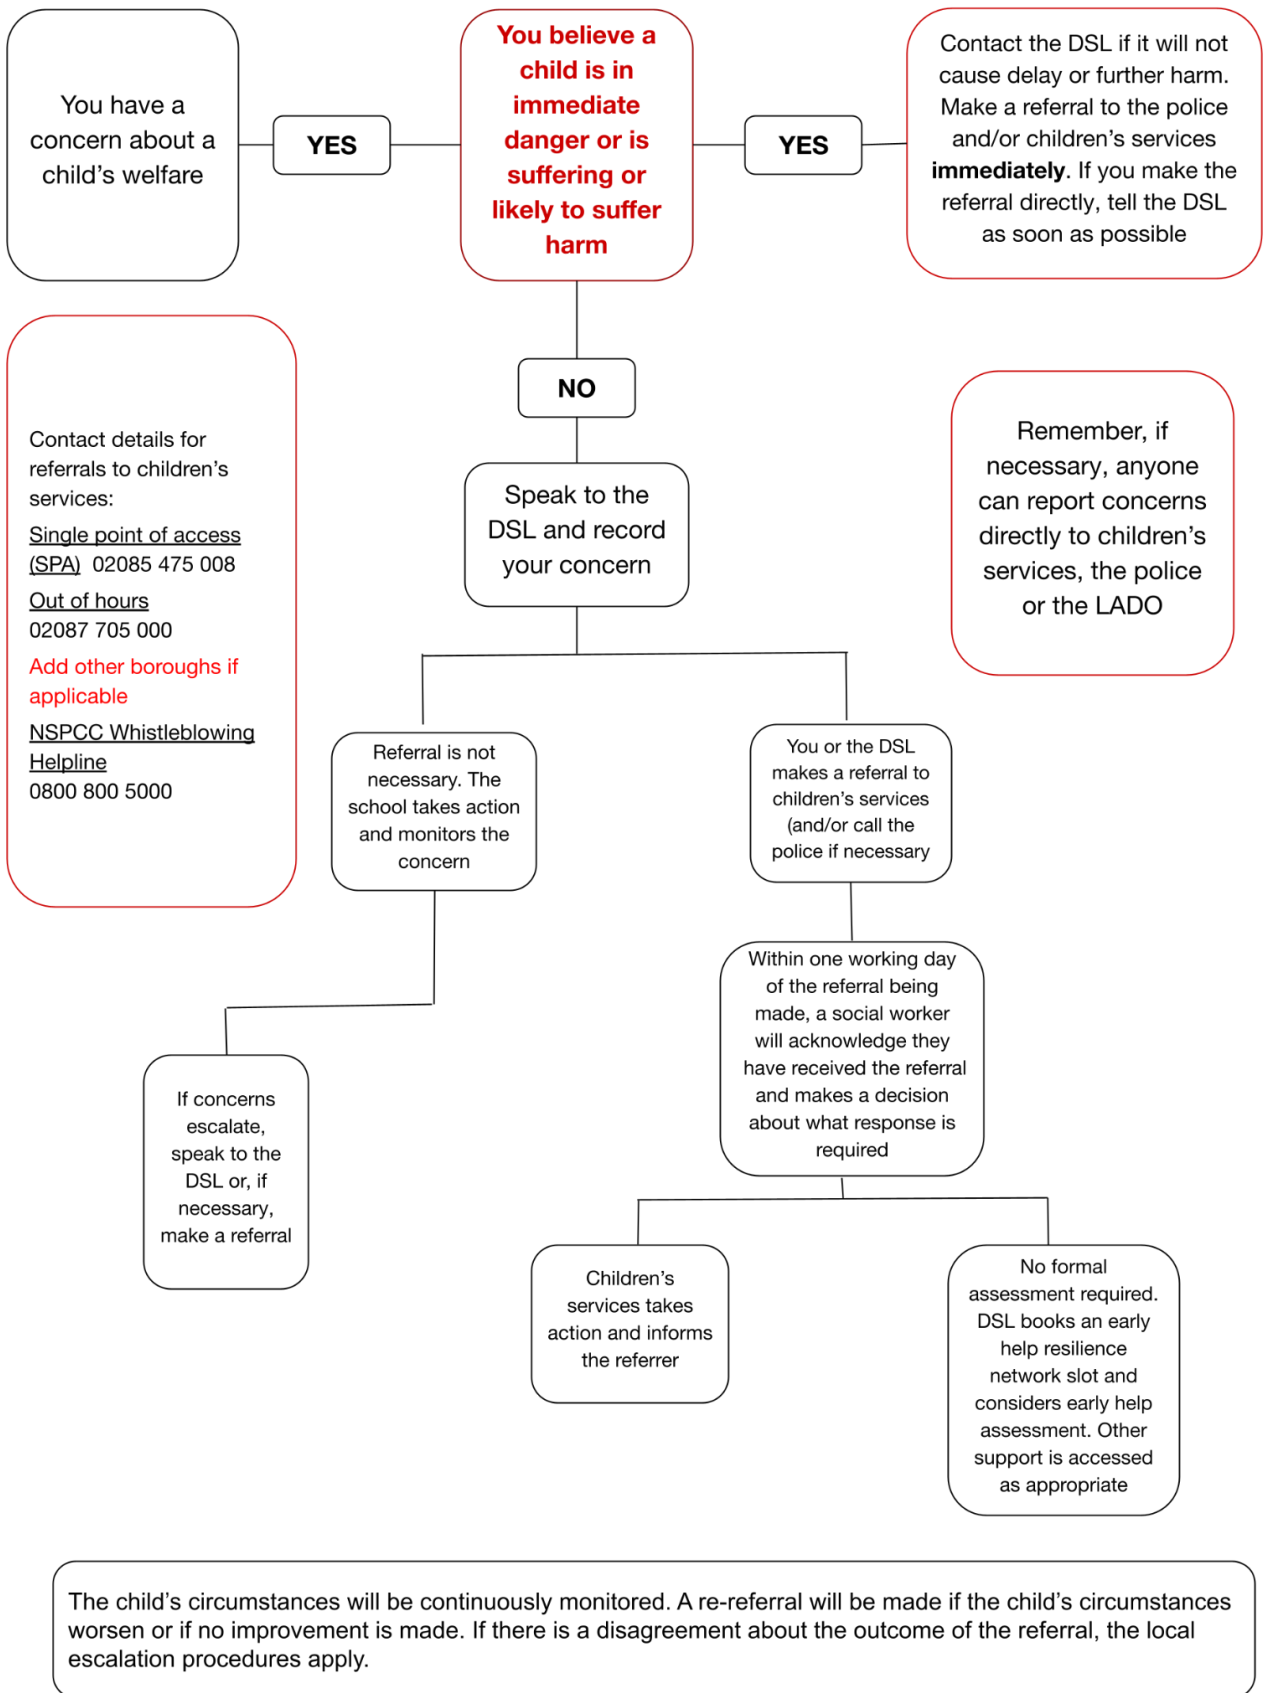 You have a
concern about a
child's welfare
YES
You believe a
child is in
immediate
danger or is
suffering or
likely to suffer
harm
YES
Contact the DSL if it will not
cause delay or further harm.
Make a referral to the police
and/or children's services
immediately. If you make the
referral directly, tell the DSL
as soon as possible
NO
Contact details for
referrals to children's
services:
Single point of access
(SPA)  02085 475 008
Out of hours
02087 705 000
Add other boroughs if
applicable
NSPCC Whistleblowing
Helpline
0800 800 5000
Speak to the
DSL and record
your concern
Remember, if
necessary, anyone
can report concerns
directly to children's
services, the police
or the LADO
Referral is not
necessary. The
school takes action
and monitors the
concern
You or the DSL
makes a referral to
children's services
(and/or call the
police if necessary
Within one working day
of the referral being
made, a social worker
will acknowledge they
have received the referral
and makes a decision
about what response is
required
If concerns
escalate,
speak to the
DSL or, if
necessary,
make a referral
Children's
services takes
action and informs
the referrer
No formal
assessment required.
DSL books an early
help resilience
network slot and
considers early help
assessment. Other
support is accessed
as appropriate
The child's circumstances will be continuously monitored. A re-referral will be made if the child's circumstances
worsen or if no improvement is made. If there is a disagreement about the outcome of the referral, the local
escalation procedures apply.